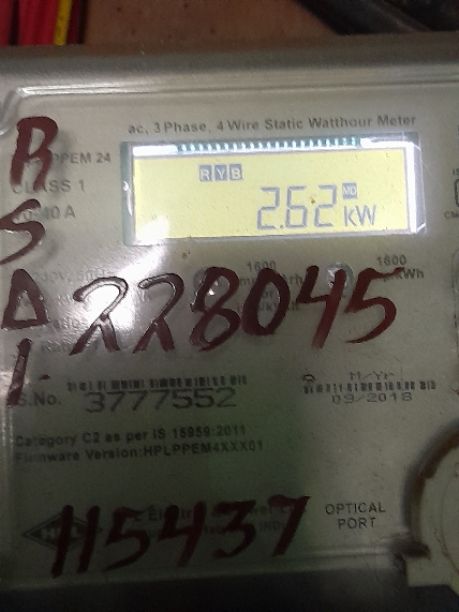 ac, 3 Phase, 4 Wire Static Watthour Meter
PPEM 24
CLASS 1
RYB
MD
2.62 kW
RSDI-
228045
1600
1600
S.No. 3777552
M/Yr
09/2018
Category C2 as per IS 15959:2011
Firmware Version:HPLPPEM4XXX01
115437
OPTICAL
PORT